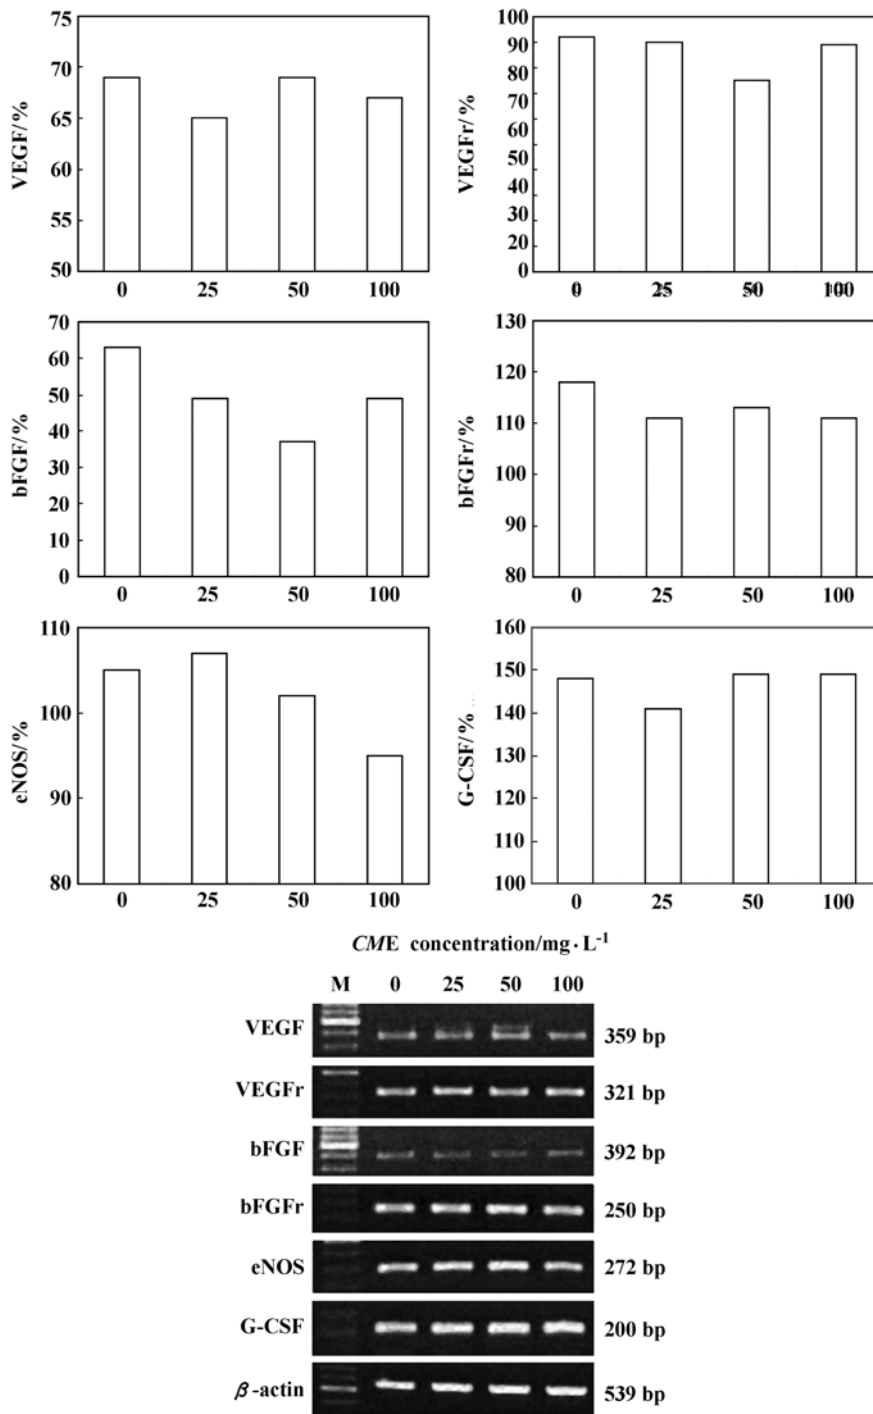 75
70
65
60
55
50
VEGF/%
0 25 50 100
100
90
80
70
60
50
40
30
20
10
0
VEGFr/%
25 50 100
70
60
50
40
30
20
10
0
bFGF/%
0 25 50 100
130
120
110
100
90
80
bFGFr/%
0 25 50 100
110
100
90
80
eNOS/%
0 25 50 100
160
150
140
130
120
110
100
G-CSF/%
0 25 50 100
CME concentration/mg·L⁻¹
M 0 25 50 100
VEGF 359 bp
VEGFr 321 bp
bFGF 392 bp
bFGFr 250 bp
eNOS 272 bp
G-CSF 200 bp
β-actin 539 bp